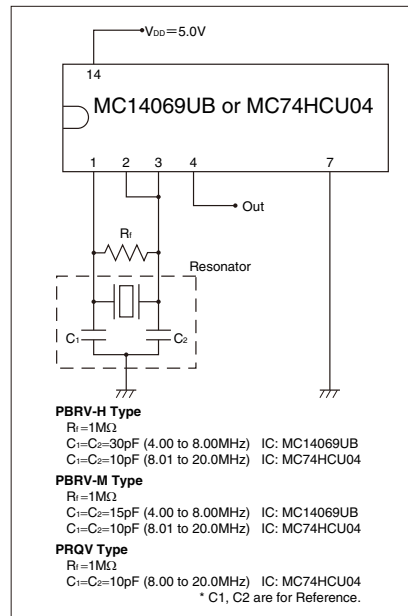 VDD=5.0V
14
MC14069UB or MC74HCU04
1 2 3 4 7
Out
Rf
Resonator
C1 C2
PBRV-H Type
Rf=1MΩ
C1=C2=30pF (4.00 to 8.00MHz) IC: MC14069UB
C1=C2=10pF (8.01 to 20.0MHz) IC: MC74HCU04
PBRV-M Type
Rf=1MΩ
C1=C2=15pF (4.00 to 8.00MHz) IC: MC14069UB
C1=C2=10pF (8.01 to 20.0MHz) IC: MC74HCU04
PRQV Type
Rf=1MΩ
C1=C2=10pF (8.00 to 20.0MHz) IC: MC74HCU04
* C1, C2 are for Reference.